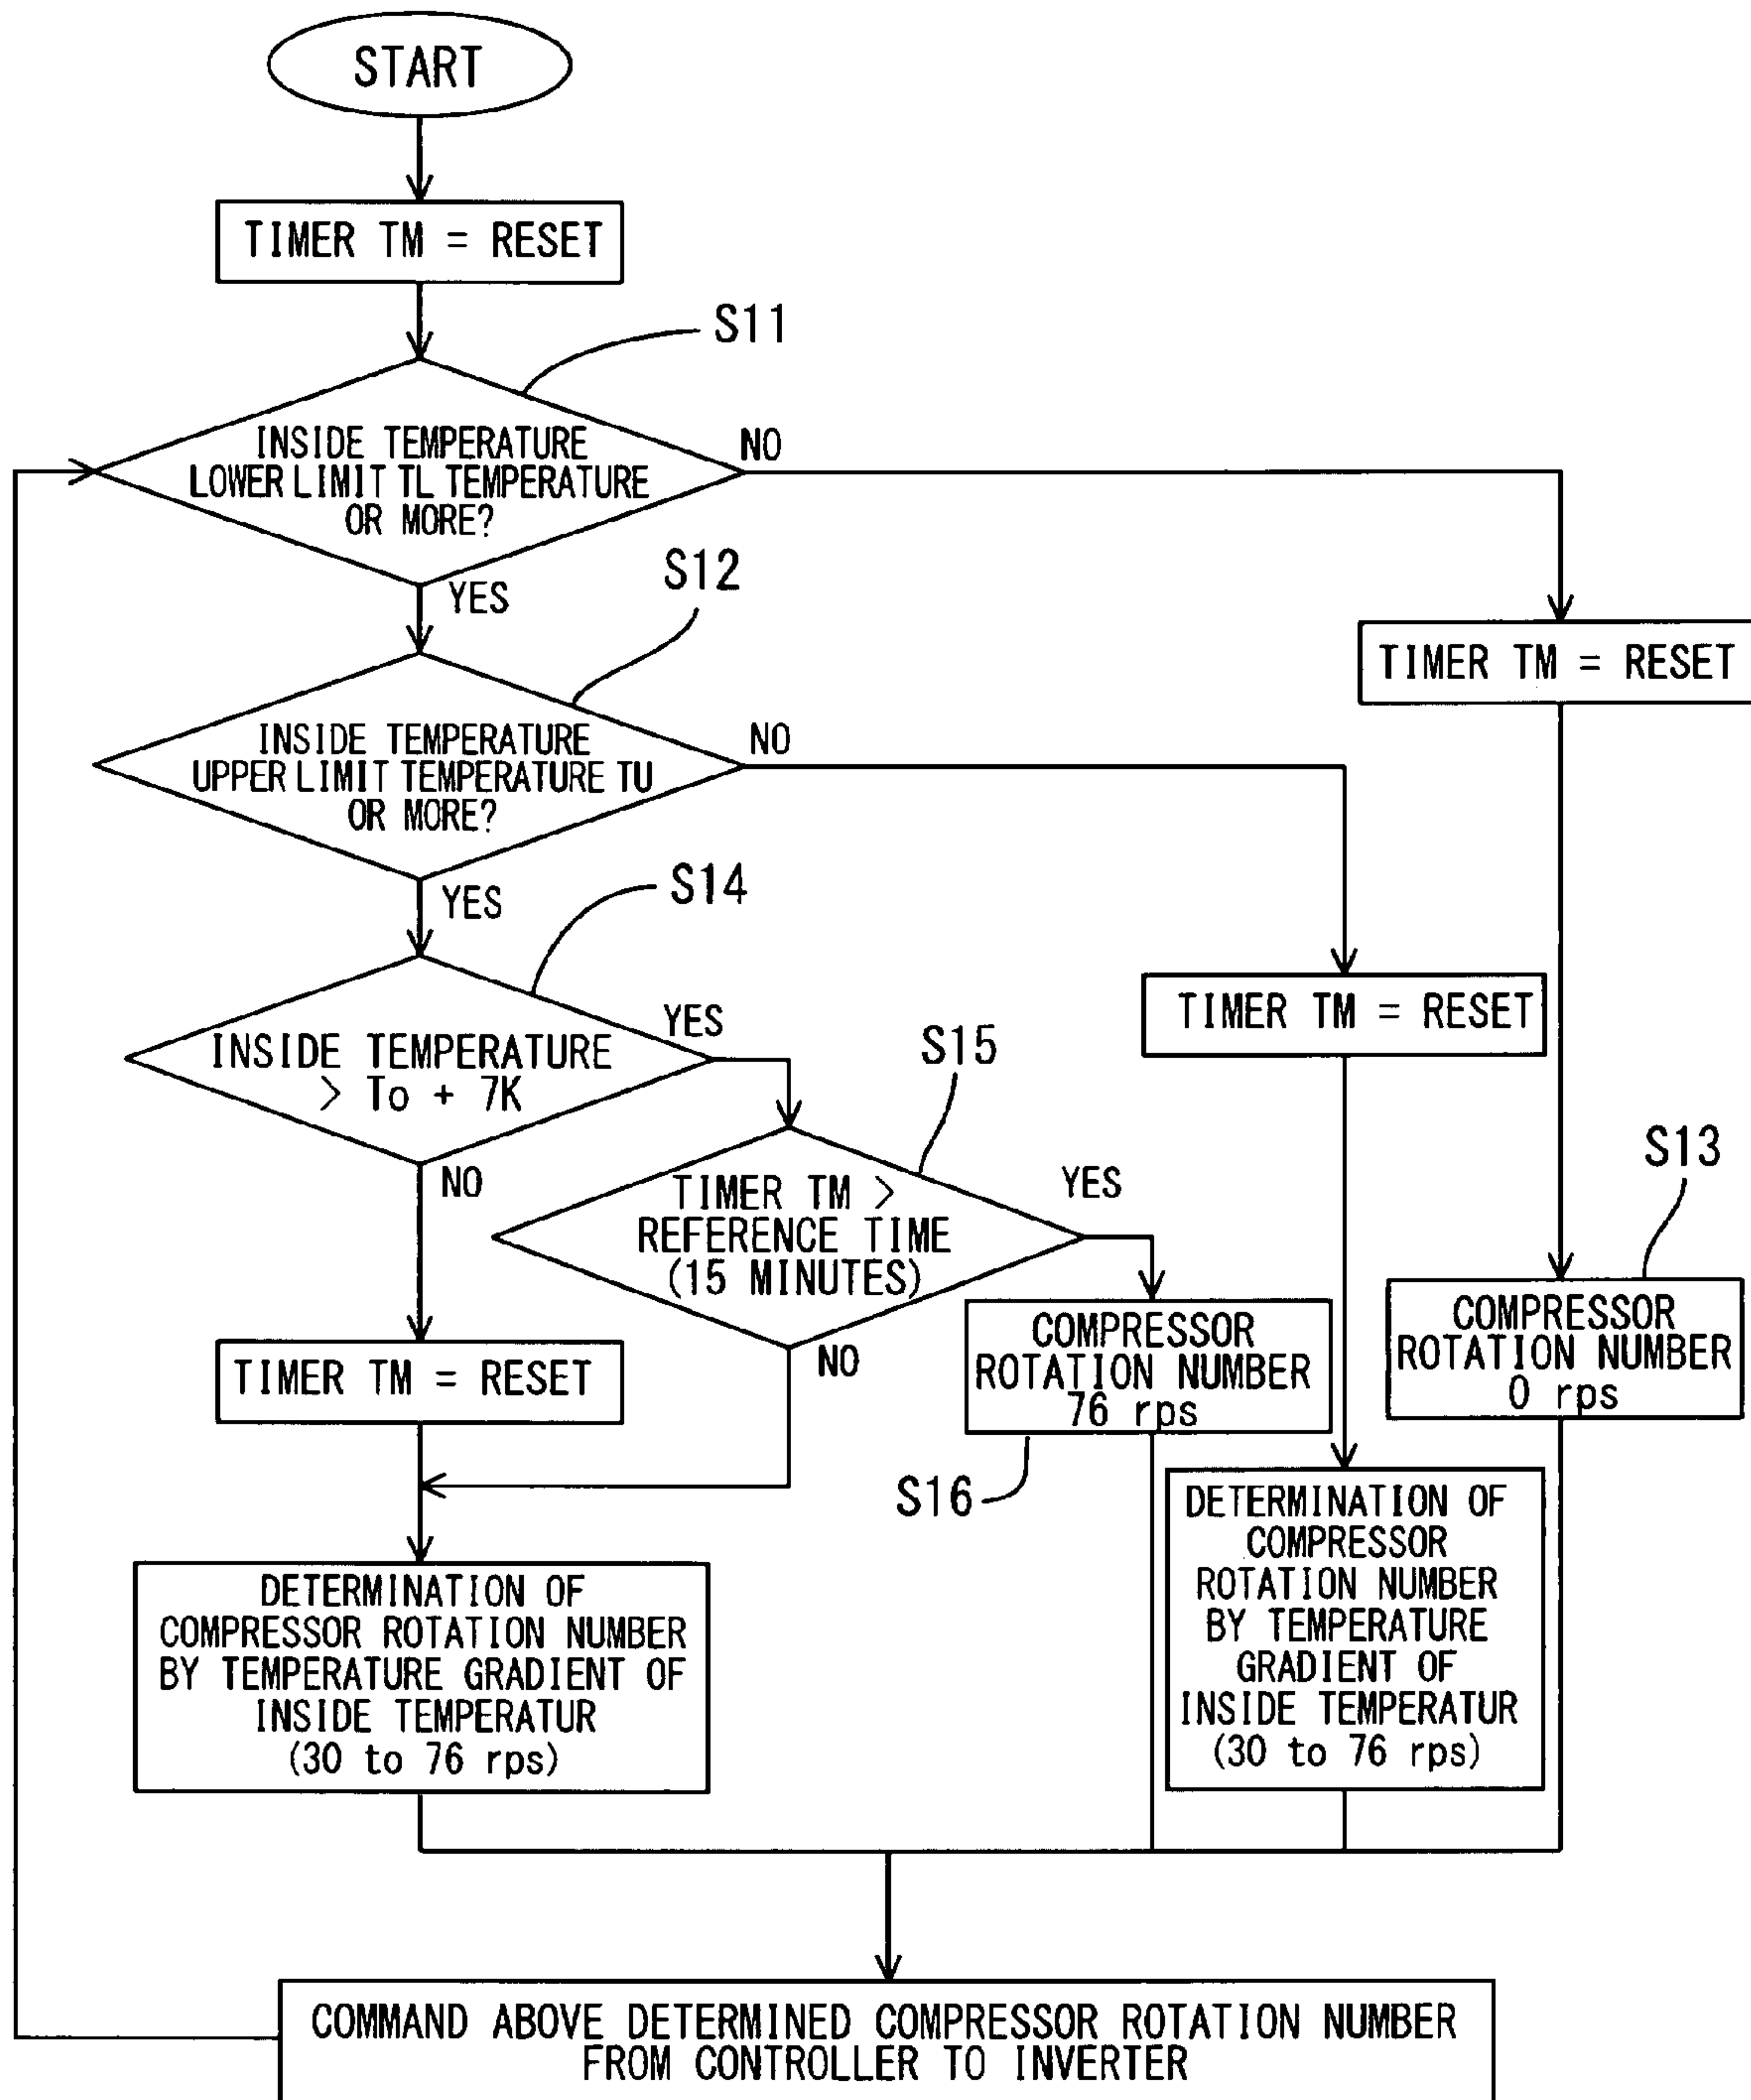 START
TIMER TM = RESET
S11
INSIDE TEMPERATURE
LOWER LIMIT TL TEMPERATURE
OR MORE?
NO
YES
S12
TIMER TM = RESET
INSIDE TEMPERATURE
UPPER LIMIT TEMPERATURE TU
OR MORE?
NO
YES
S14
TIMER TM = RESET
INSIDE TEMPERATURE
> To + 7K
YES
NO
S15
TIMER TM >
REFERENCE TIME
(15 MINUTES)
YES
NO
S13
COMPRESSOR
ROTATION NUMBER
0 rps
TIMER TM = RESET
COMPRESSOR
ROTATION NUMBER
76 rps
S16
DETERMINATION OF
COMPRESSOR
ROTATION NUMBER
BY TEMPERATURE
GRADIENT OF
INSIDE TEMPERATUR
(30 to 76 rps)
DETERMINATION OF
COMPRESSOR ROTATION NUMBER
BY TEMPERATURE GRADIENT OF
INSIDE TEMPERATUR
(30 to 76 rps)
COMMAND ABOVE DETERMINED COMPRESSOR ROTATION NUMBER
FROM CONTROLLER TO INVERTER